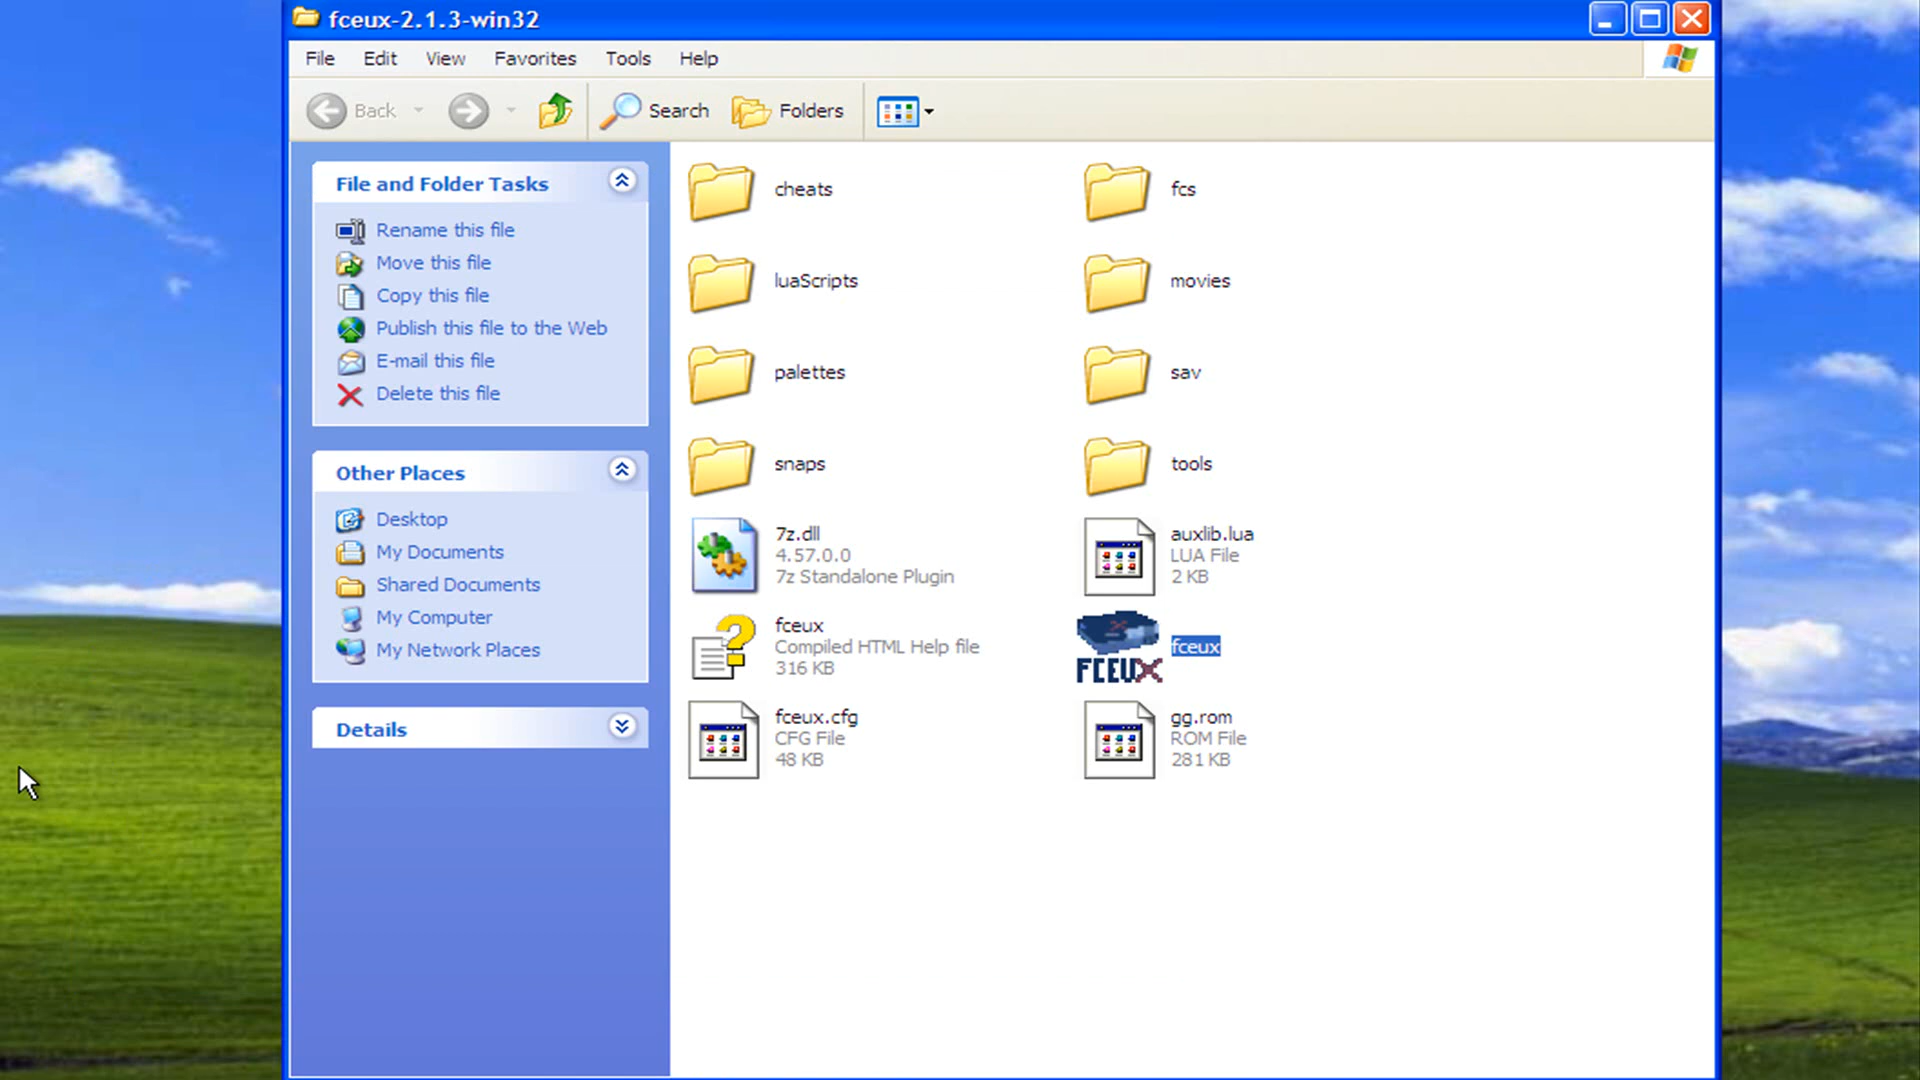 fceux-2.1.3-win32
File Edit View Favorites Tools Help
Back Search Folders
File and Folder Tasks
Rename this file
Move this file
Copy this file
Publish this file to the Web
E-mail this file
Delete this file
Other Places
Desktop
My Documents
Shared Documents
My Computer
My Network Places
Details
cheats
fcs
luaScripts
movies
palettes
sav
snaps
tools
7z.dll
4.57.0.0
7z Standalone Plugin
auxlib.lua
LUA File
2 KB
fceux
Compiled HTML Help file
316 KB
FCEUX
fceux
fceux.cfg
CFG File
48 KB
gg.rom
ROM File
281 KB